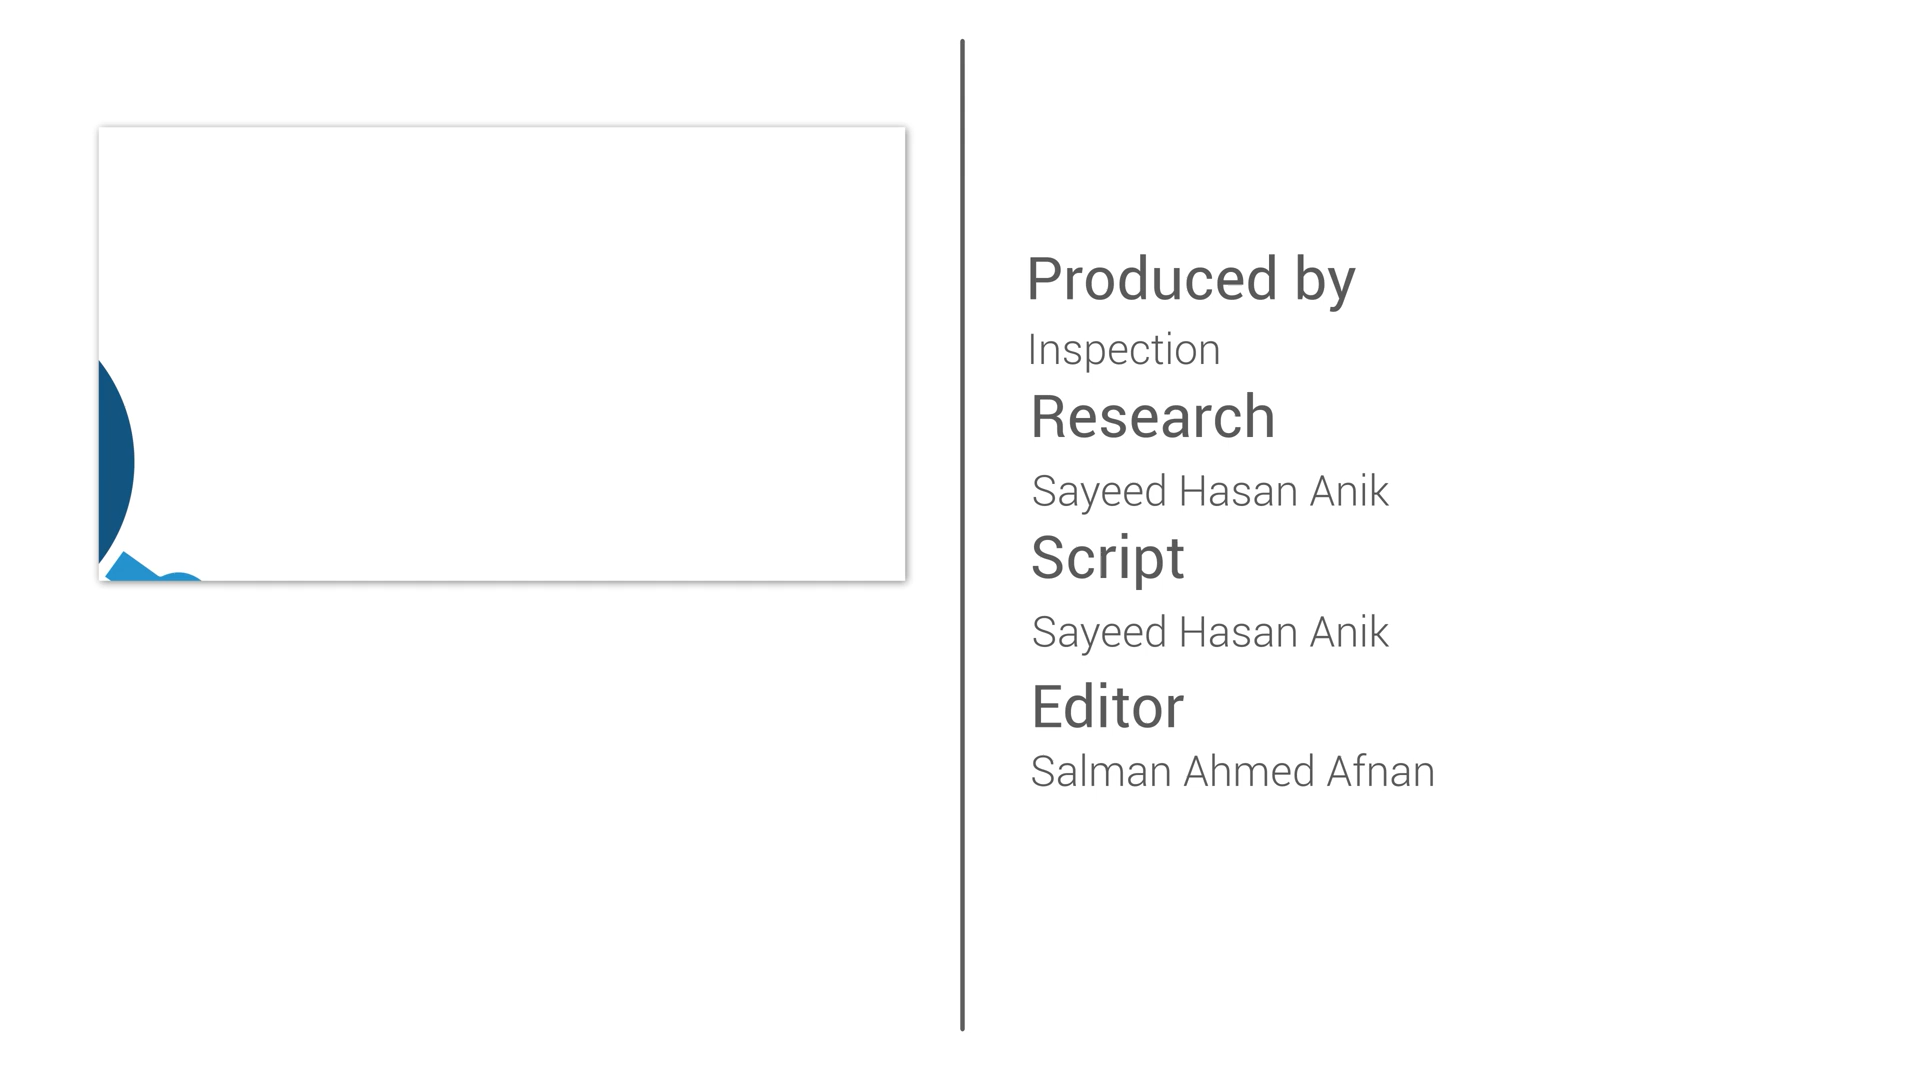 Produced by
Inspection
Research
Sayeed Hasan Anik
Script
Sayeed Hasan Anik
Editor
Salman Ahmed Afnan